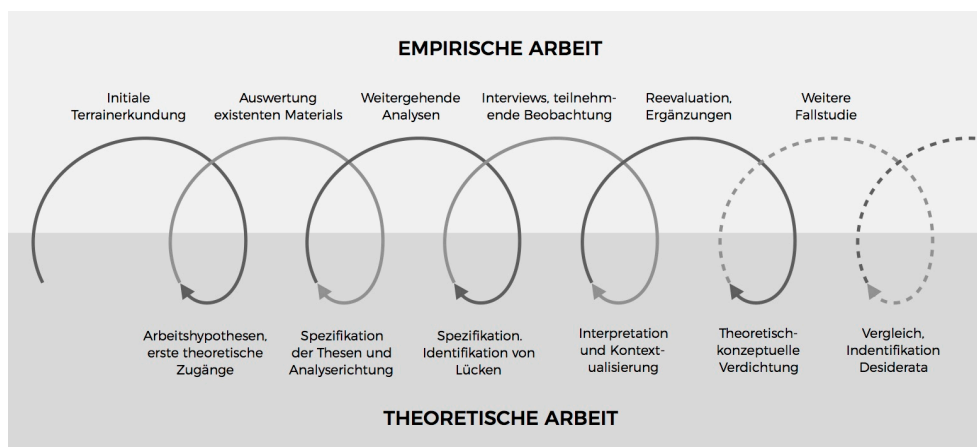 EMPIRISCHE ARBEIT
Initiale
Terrainerkundung
Auswertung
existenten Materials
Weitergehende
Analysen
Interviews, teilnehm-
ende Beobachtung
Reevaluation,
Ergänzungen
Weitere
Fallstudie
Arbeitshypothesen,
erste theoretische
Zugänge
Spezifikation
der Thesen und
Analyserichtung
Spezifikation.
Identifikation von
Lücken
Interpretation
und Kontext-
ualisierung
Theoretisch-
konzeptuelle
Verdichtung
Vergleich,
Indentifikation
Desiderata
THEORETISCHE ARBEIT